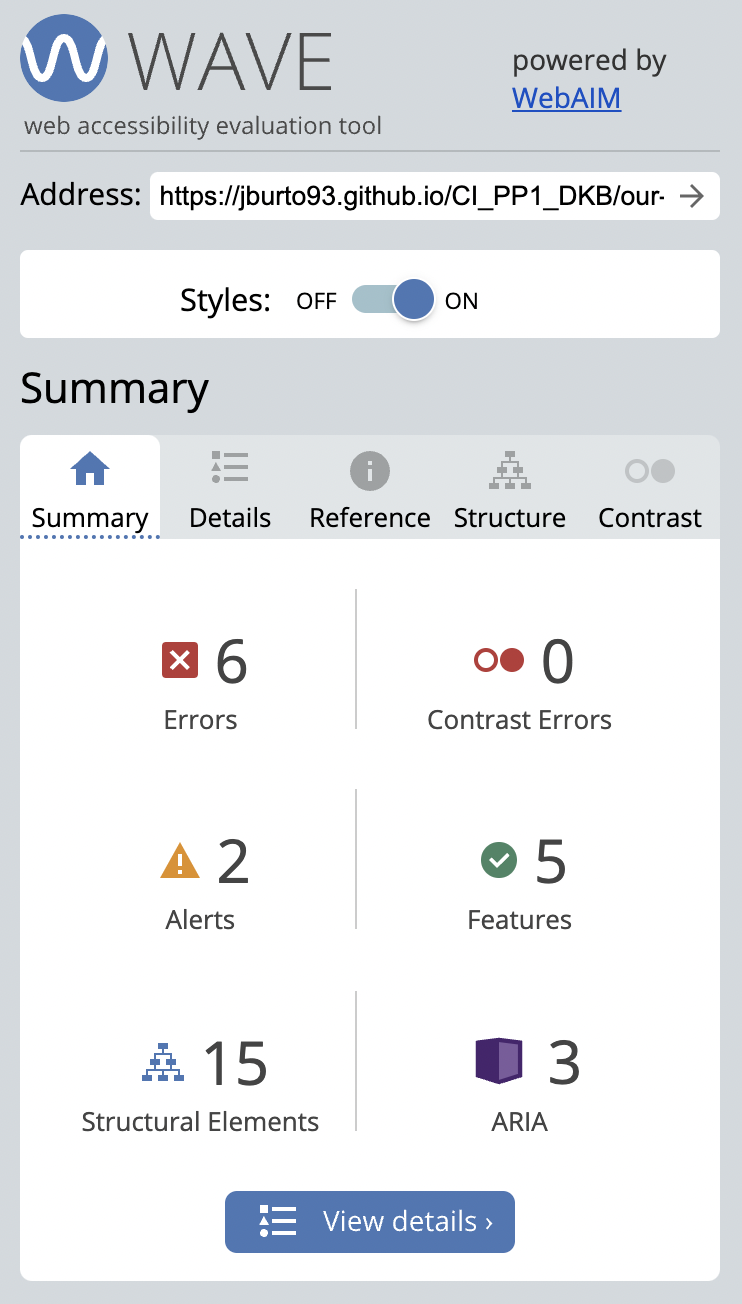 WAVE
web accessibility evaluation tool
powered by
WebAIM
Address: https://jburto93.github.io/CI_PP1_DKB/our-
Styles: OFF ON
Summary
Summary Details Reference Structure Contrast
6
Errors
0
Contrast Errors
2
Alerts
5
Features
15
Structural Elements
3
ARIA
View details ›